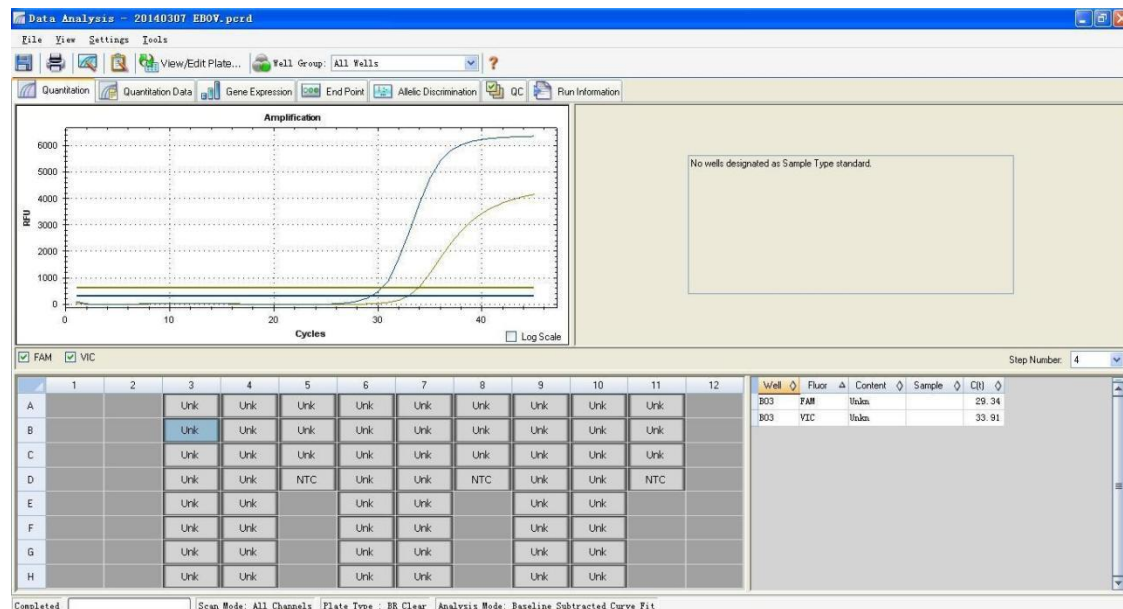 Data Analysis - 20140307 EBOV.pcrd
File View Settings Tools
View/Edit Plate... Well Group: All Wells ?
Quantitation Quantitation Data Gene Expression End Point Allelic Discrimination QC Run Information
Amplification
6000
5000
4000
3000
2000
1000
0
RFU
0 10 20 30 40
Cycles
Log Scale
No wells designated as Sample Type standard.
FAM VIC
Step Number: 4
1 2 3 4 5 6 7 8 9 10 11 12
A Unk Unk Unk Unk Unk Unk Unk Unk Unk
B Unk Unk Unk Unk Unk Unk Unk Unk Unk
C Unk Unk Unk Unk Unk Unk Unk Unk Unk
D Unk Unk NTC Unk Unk NTC Unk Unk NTC
E Unk Unk Unk Unk Unk Unk
F Unk Unk Unk Unk Unk Unk
G Unk Unk Unk Unk Unk Unk
H Unk Unk Unk Unk Unk Unk
Well Fluor Content Sample C(t)
B03 FAM Unkn 29.34
B03 VIC Unkn 33.91
Completed Scan Mode: All Channels Plate Type : BR Clear Analysis Mode: Baseline Subtracted Curve Fit